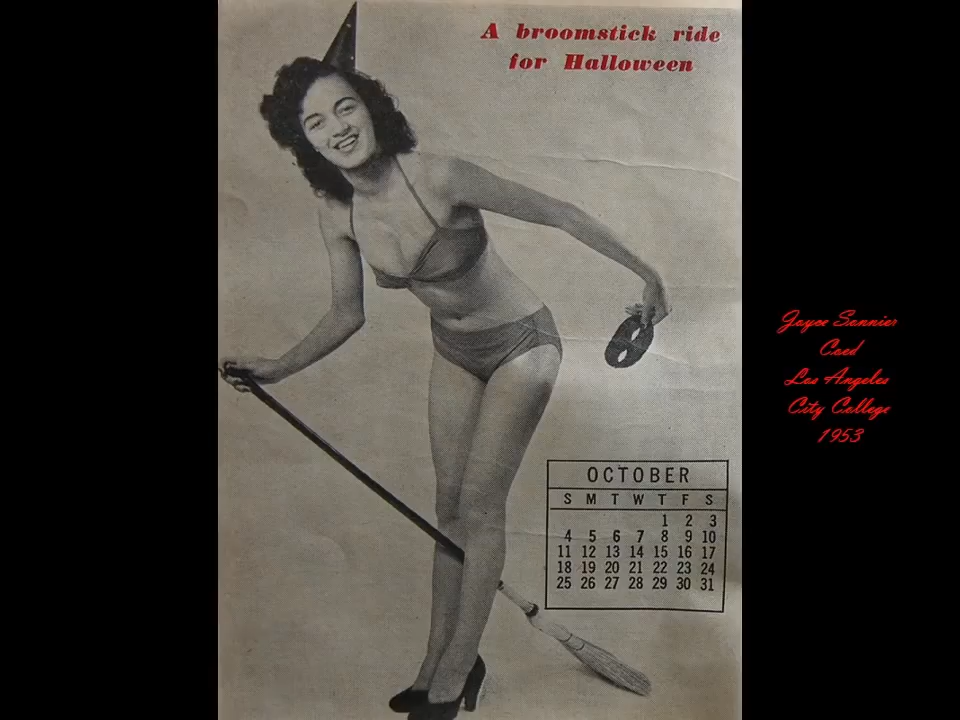 A broomstick ride
for Halloween
Joyce Sonnier
Coed
Los Angeles
City College
1953
OCTOBER
S M T W T F S
1 2 3
4 5 6 7 8 9 10
11 12 13 14 15 16 17
18 19 20 21 22 23 24
25 26 27 28 29 30 31